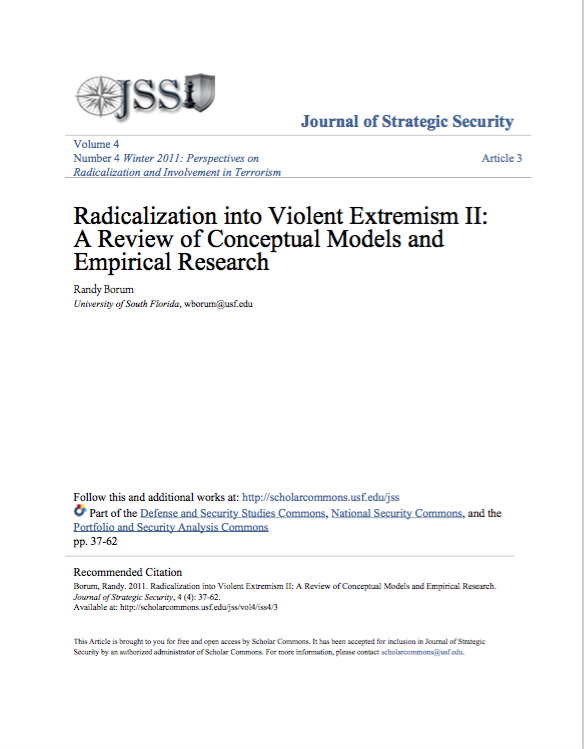 JSS
Journal of Strategic Security
Volume 4
Number 4 Winter 2011: Perspectives on
Radicalization and Involvement in Terrorism
Article 3
Radicalization into Violent Extremism II:
A Review of Conceptual Models and
Empirical Research
Randy Borum
University of South Florida, wborum@usf.edu
Follow this and additional works at: http://scholarcommons.usf.edu/jss
Part of the Defense and Security Studies Commons, National Security Commons, and the
Portfolio and Security Analysis Commons
pp. 37-62
Recommended Citation
Borum, Randy. 2011. Radicalization into Violent Extremism II: A Review of Conceptual Models and Empirical Research.
Journal of Strategic Security, 4 (4): 37-62.
Available at: http://scholarcommons.usf.edu/jss/vol4/iss4/3
This Article is brought to you for free and open access by Scholar Commons. It has been accepted for inclusion in Journal of Strategic
Security by an authorized administrator of Scholar Commons. For more information, please contact scholarcommons@usf.edu.